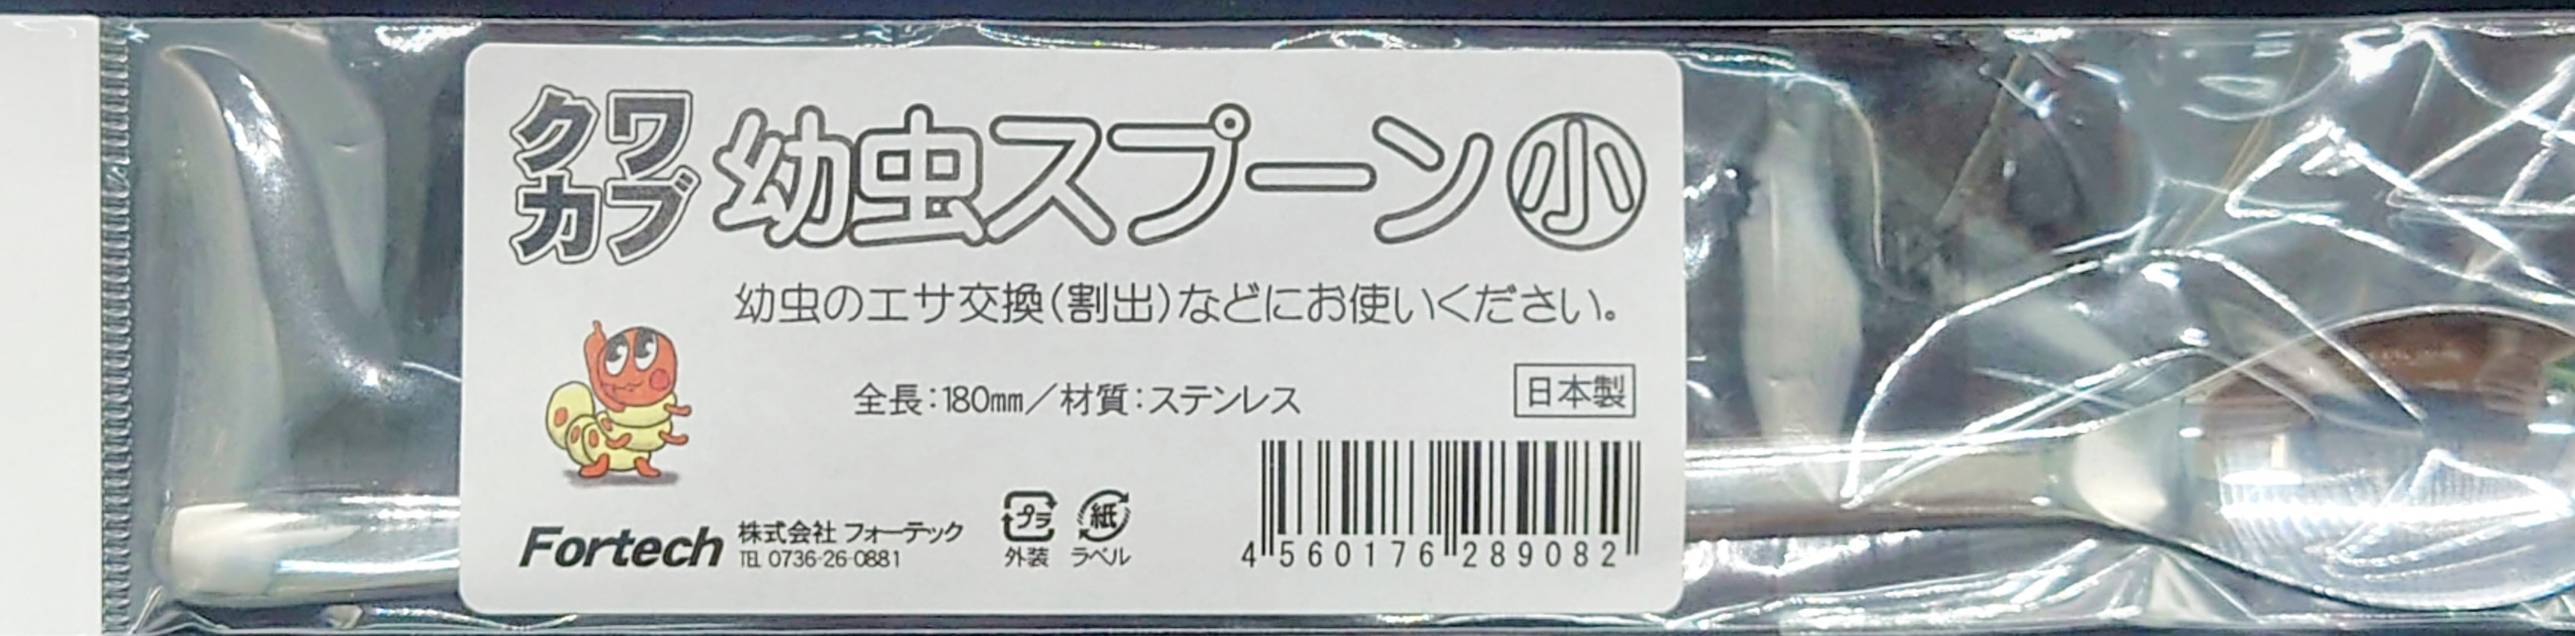 クワカブ 幼虫スプーン 小
幼虫のエサ交換(割出)などにお使いください。
全長:180mm/材質:ステンレス
日本製
Fortech 株式会社 フォーテック
TEL 0736-26-0881
プラ 外装
紙 ラベル
4 560176 289082